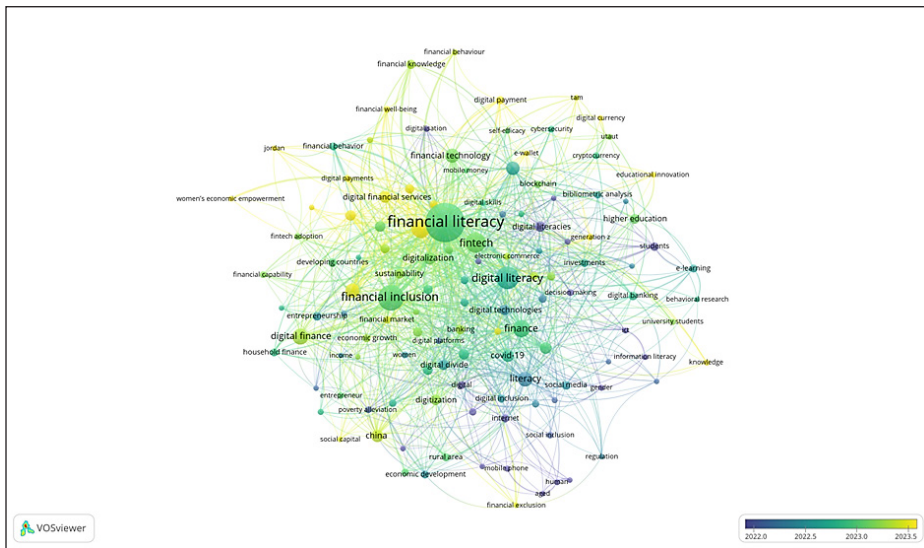 financial behaviour
financial knowledge
financial well-being
digital payment
tam
digital currency
digitalisation
self-efficacy
cybersecurity
utaut
jordan
financial behavior
financial technology
e-wallet
cryptocurrency
mobile money
digital payments
blockchain
educational innovation
women's economic empowerment
digital financial services
digital skills
bibliometric analysis
financial literacy
higher education
digital literacies
fintech adoption
fintech
generation z
students
developing countries
digitalization
electronic commerce
investments
e-learning
financial capability
sustainability
digital literacy
behavioral research
decision making
financial inclusion
digital banking
entrepreneurship
financial market
digital technologies
university students
banking
finance
ict
digital finance
economic growth
digital platforms
household finance
income
women
covid-19
information literacy
knowledge
digital divide
literacy
social media
gender
entrepreneur
digital
poverty alleviation
digitization
digital inclusion
internet
social capital
china
social inclusion
rural area
regulation
economic development
mobile phone
human
aged
financial exclusion
VOSviewer
2022.0 2022.5 2023.0 2023.5